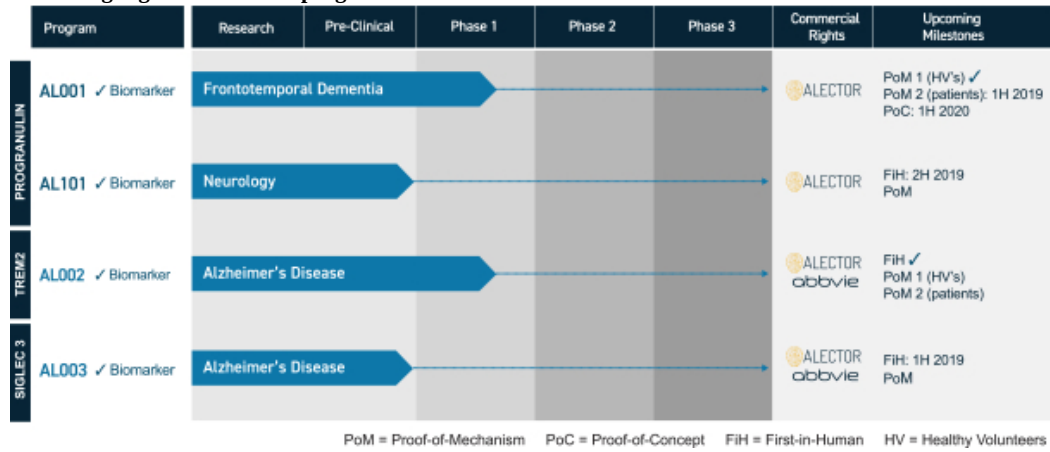 Program Research Pre-Clinical Phase 1 Phase 2 Phase 3 Commercial Rights Upcoming Milestones
PROGRANULIN
AL001 ✓ Biomarker
Frontotemporal Dementia
ALECTOR
PoM 1 (HV's) ✓
PoM 2 (patients): 1H 2019
PoC: 1H 2020
AL101 ✓ Biomarker
Neurology
ALECTOR
FiH: 2H 2019
PoM
TREM2
AL002 ✓ Biomarker
Alzheimer's Disease
ALECTOR
abbvie
FiH ✓
PoM 1 (HV's)
PoM 2 (patients)
SIGLEC 3
AL003 ✓ Biomarker
Alzheimer's Disease
ALECTOR
abbvie
FiH: 1H 2019
PoM
PoM = Proof-of-Mechanism PoC = Proof-of-Concept FiH = First-in-Human HV = Healthy Volunteers